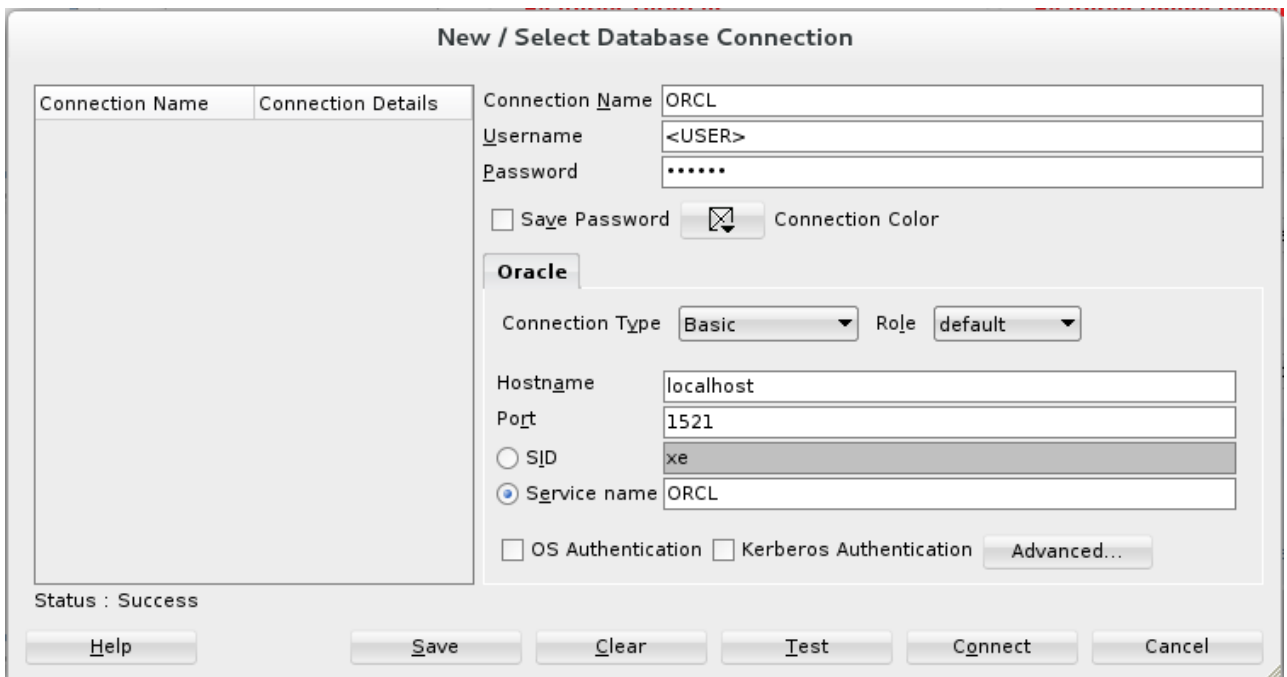 New / Select Database Connection
Connection Name Connection Details
Connection Name ORCL
Username <USER>
Password ••••••
Save Password Connection Color
Oracle
Connection Type Basic Role default
Hostname localhost
Port 1521
SID xe
Service name ORCL
OS Authentication Kerberos Authentication Advanced...
Status : Success
Help Save Clear Test Connect Cancel